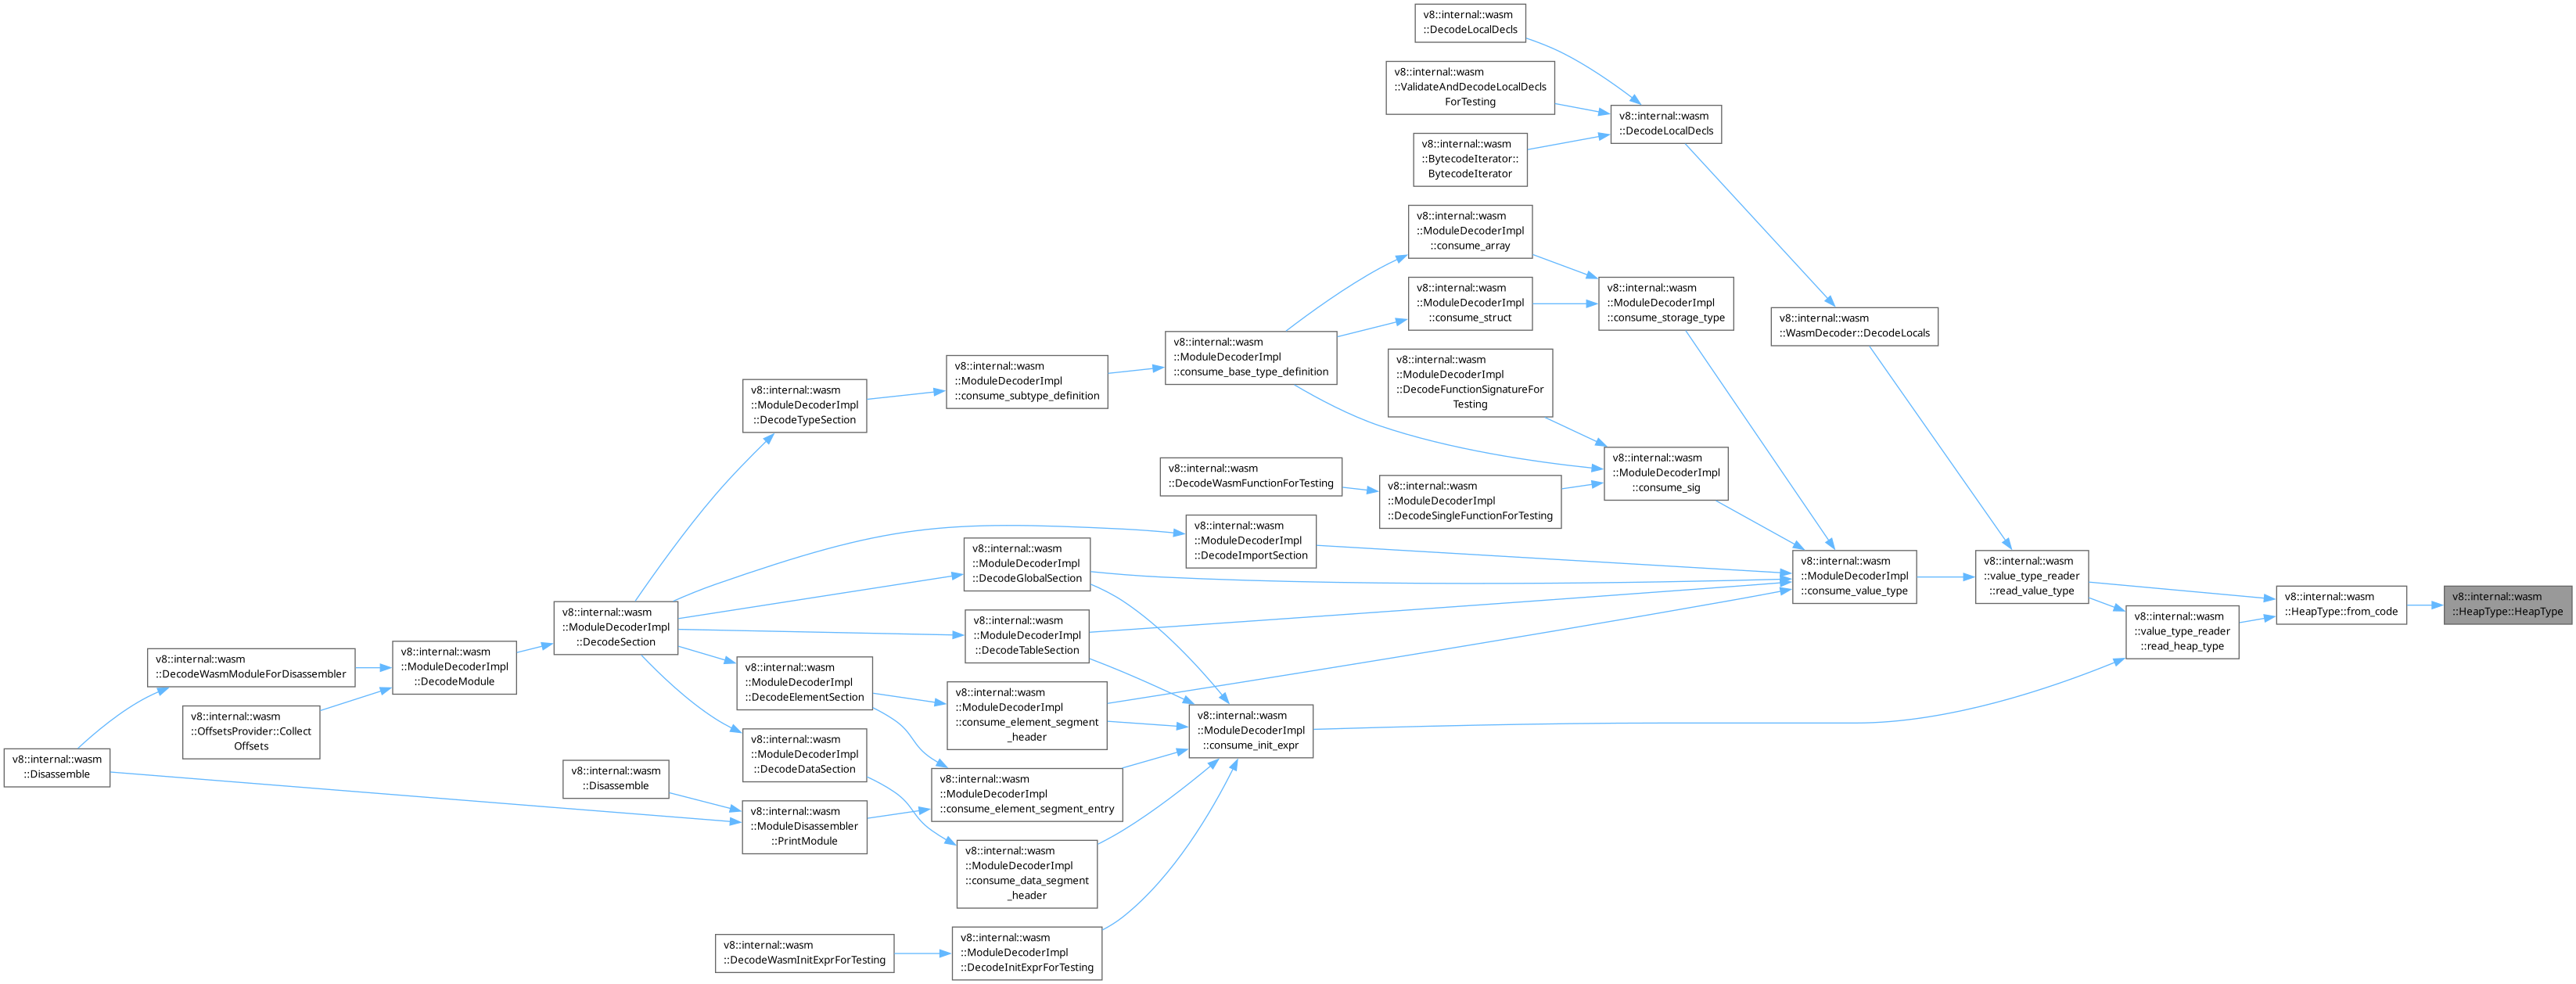 v8::internal::wasm
::DecodeLocalDecls
v8::internal::wasm
::ValidateAndDecodeLocalDecls
ForTesting
v8::internal::wasm
::DecodeLocalDecls
v8::internal::wasm
::BytecodeIterator::
BytecodeIterator
v8::internal::wasm
::ModuleDecoderImpl
::consume_array
v8::internal::wasm
::ModuleDecoderImpl
::consume_struct
v8::internal::wasm
::ModuleDecoderImpl
::consume_storage_type
v8::internal::wasm
::WasmDecoder::DecodeLocals
v8::internal::wasm
::ModuleDecoderImpl
::consume_base_type_definition
v8::internal::wasm
::ModuleDecoderImpl
::consume_subtype_definition
v8::internal::wasm
::ModuleDecoderImpl
::DecodeTypeSection
v8::internal::wasm
::ModuleDecoderImpl
::DecodeFunctionSignatureFor
Testing
v8::internal::wasm
::ModuleDecoderImpl
::consume_sig
v8::internal::wasm
::DecodeWasmFunctionForTesting
v8::internal::wasm
::ModuleDecoderImpl
::DecodeSingleFunctionForTesting
v8::internal::wasm
::ModuleDecoderImpl
::DecodeImportSection
v8::internal::wasm
::ModuleDecoderImpl
::DecodeGlobalSection
v8::internal::wasm
::ModuleDecoderImpl
::consume_value_type
v8::internal::wasm
::value_type_reader
::read_value_type
v8::internal::wasm
::HeapType::from_code
v8::internal::wasm
::HeapType::HeapType
v8::internal::wasm
::value_type_reader
::read_heap_type
v8::internal::wasm
::ModuleDecoderImpl
::DecodeSection
v8::internal::wasm
::ModuleDecoderImpl
::DecodeTableSection
v8::internal::wasm
::ModuleDecoderImpl
::DecodeModule
v8::internal::wasm
::DecodeWasmModuleForDisassembler
v8::internal::wasm
::ModuleDecoderImpl
::DecodeElementSection
v8::internal::wasm
::ModuleDecoderImpl
::consume_element_segment
_header
v8::internal::wasm
::OffsetsProvider::Collect
Offsets
v8::internal::wasm
::ModuleDecoderImpl
::consume_init_expr
v8::internal::wasm
::ModuleDecoderImpl
::DecodeDataSection
v8::internal::wasm
::Disassemble
v8::internal::wasm
::Disassemble
v8::internal::wasm
::ModuleDecoderImpl
::consume_element_segment_entry
v8::internal::wasm
::ModuleDisassembler
::PrintModule
v8::internal::wasm
::ModuleDecoderImpl
::consume_data_segment
_header
v8::internal::wasm
::DecodeWasmInitExprForTesting
v8::internal::wasm
::ModuleDecoderImpl
::DecodeInitExprForTesting